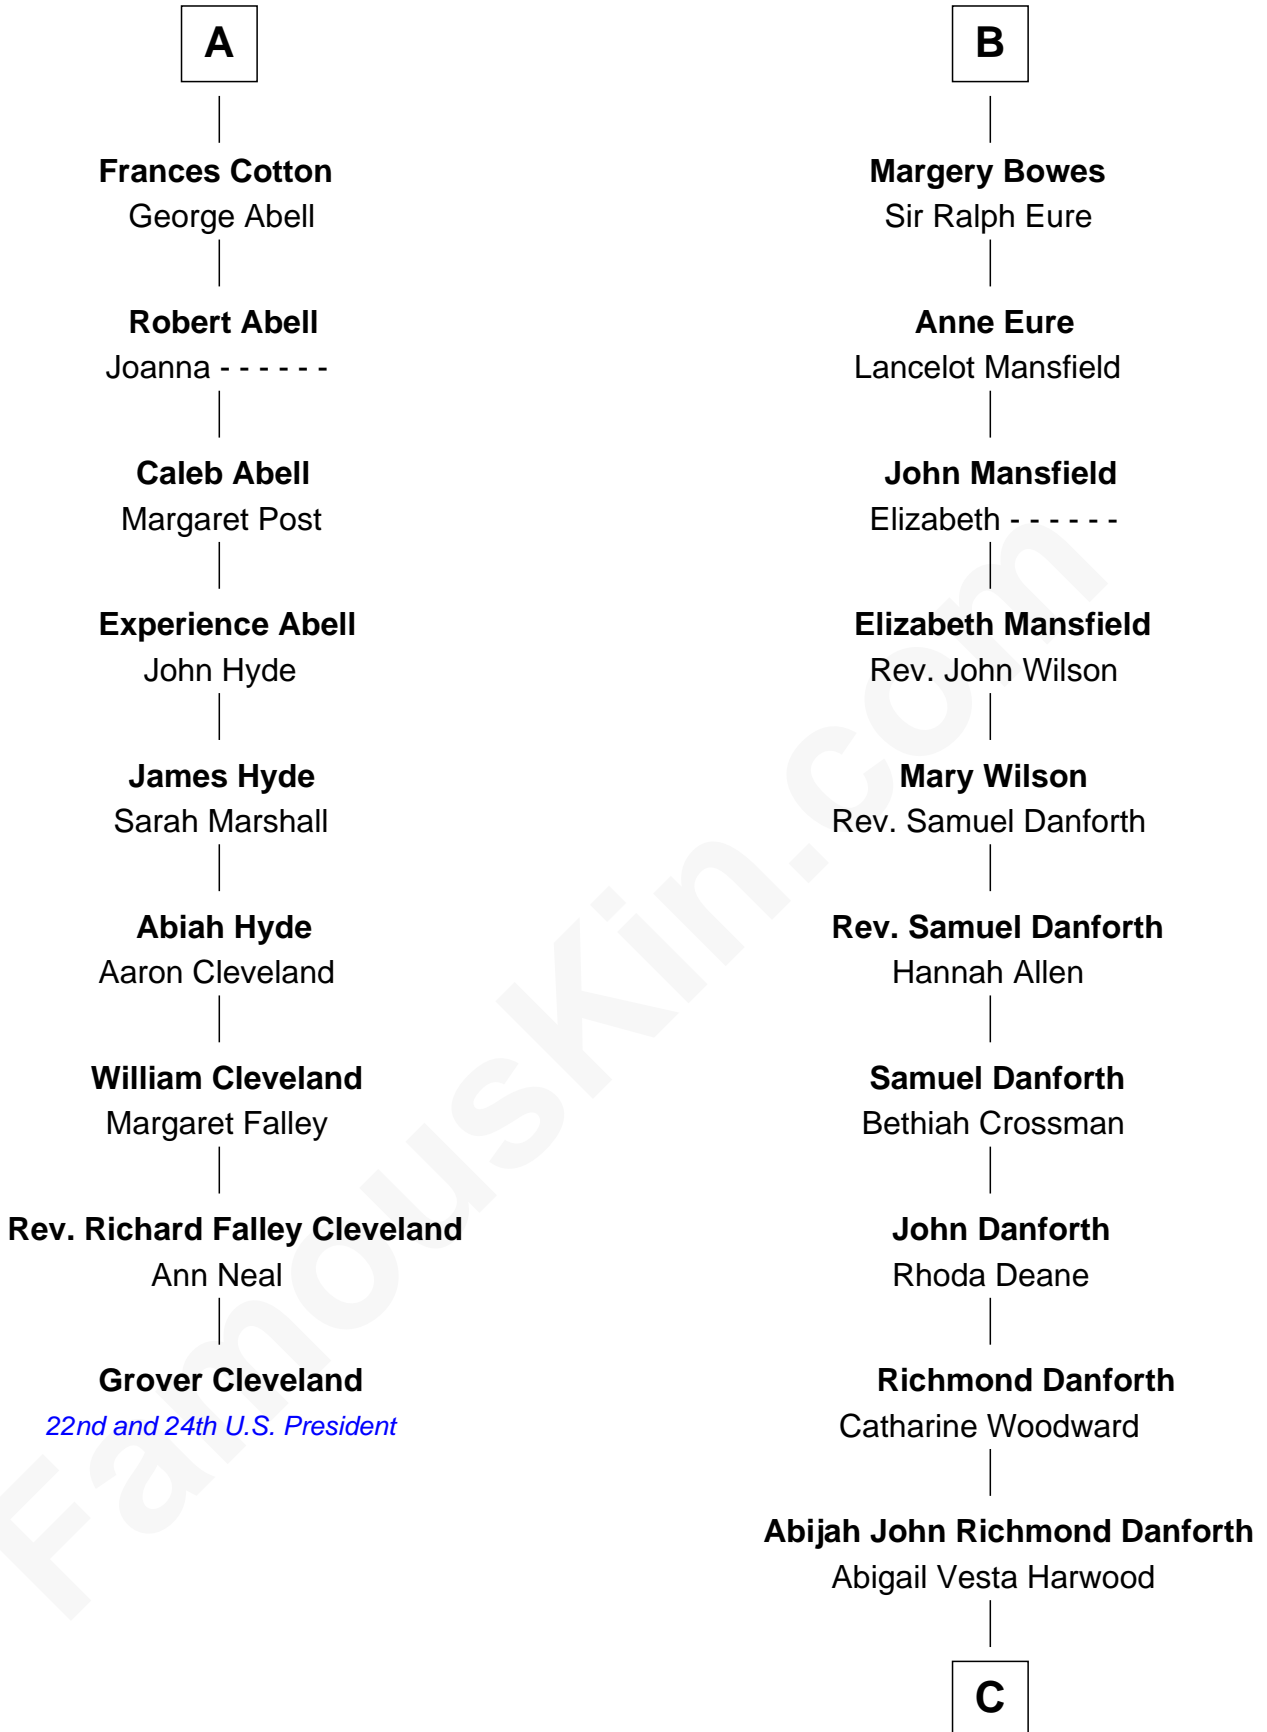 A
Frances Cotton
George Abell
Robert Abell
Joanna - - - - - -
Caleb Abell
Margaret Post
Experience Abell
John Hyde
James Hyde
Sarah Marshall
Abiah Hyde
Aaron Cleveland
William Cleveland
Margaret Falley
Rev. Richard Falley Cleveland
Ann Neal
Grover Cleveland
22nd and 24th U.S. President
B
Margery Bowes
Sir Ralph Eure
Anne Eure
Lancelot Mansfield
John Mansfield
Elizabeth - - - - - -
Elizabeth Mansfield
Rev. John Wilson
Mary Wilson
Rev. Samuel Danforth
Rev. Samuel Danforth
Hannah Allen
Samuel Danforth
Bethiah Crossman
John Danforth
Rhoda Deane
Richmond Danforth
Catharine Woodward
Abijah John Richmond Danforth
Abigail Vesta Harwood
C
FamousKin.com